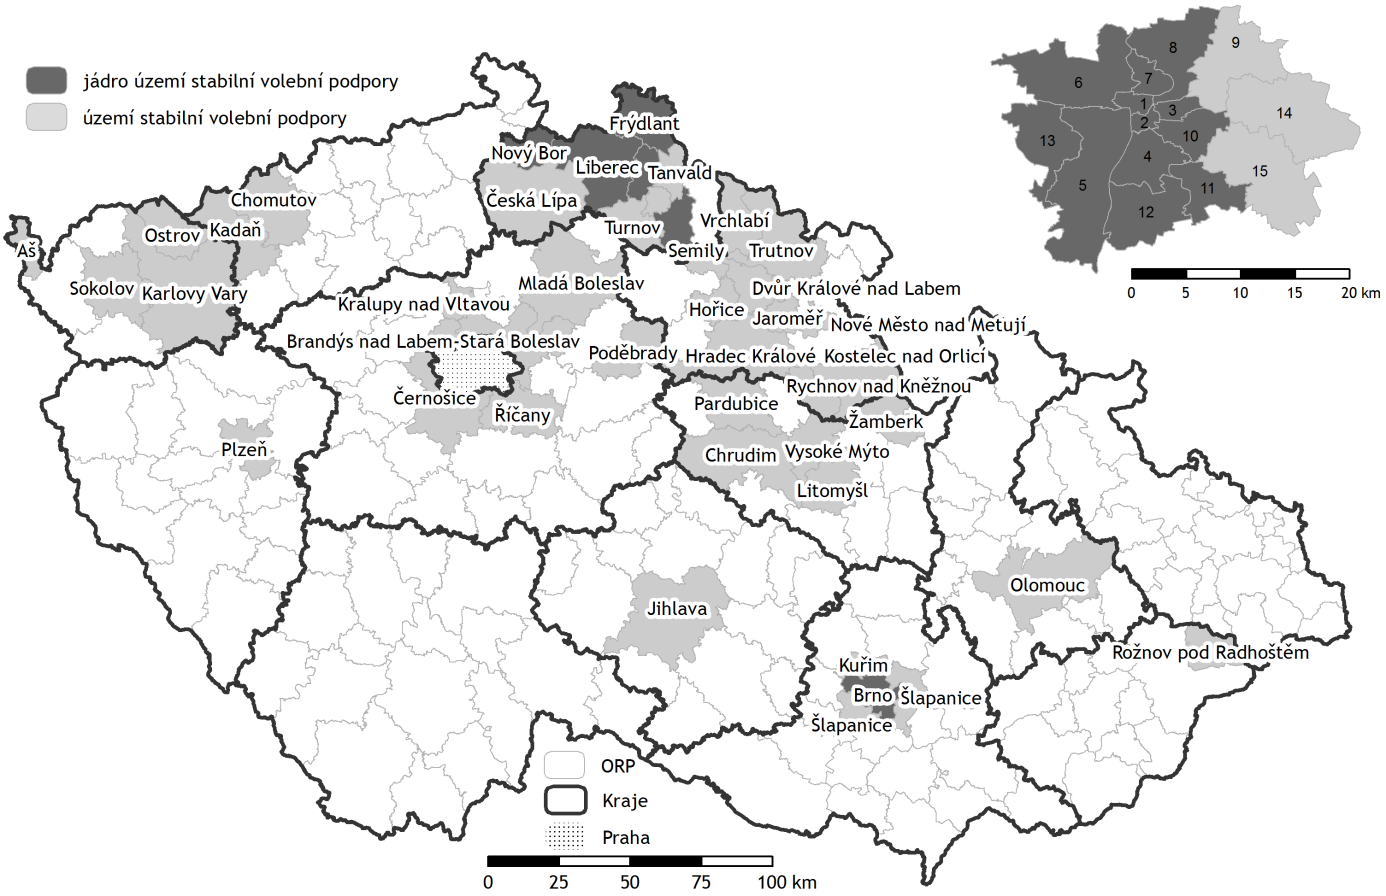 jádro území stabilní volební podpory
území stabilní volební podpory
8
9
6
7
1
3
14
2
10
13
4
15
5
11
12
0 5 10 15 20 km
Frýdlant
Nový Bor
Liberec
Tanvald
Chomutov
Česká Lípa
Ostrov
Kadaň
Turnov
Vrchlabí
Aš
Semily
Trutnov
Sokolov
Karlovy Vary
Mladá Boleslav
Dvůr Králové nad Labem
Kralupy nad Vltavou
Hořice
Jaroměř
Nové Město nad Metují
Brandýs nad Labem-Stará Boleslav
Poděbrady
Hradec Králové
Kostelec nad Orlicí
Rychnov nad Kněžnou
Černošice
Říčany
Pardubice
Žamberk
Plzeň
Chrudim
Vysoké Mýto
Litomyšl
Olomouc
Jihlava
Rožnov pod Radhoštěm
Kuřim
Brno
Šlapanice
Šlapanice
ORP
Kraje
Praha
0 25 50 75 100 km